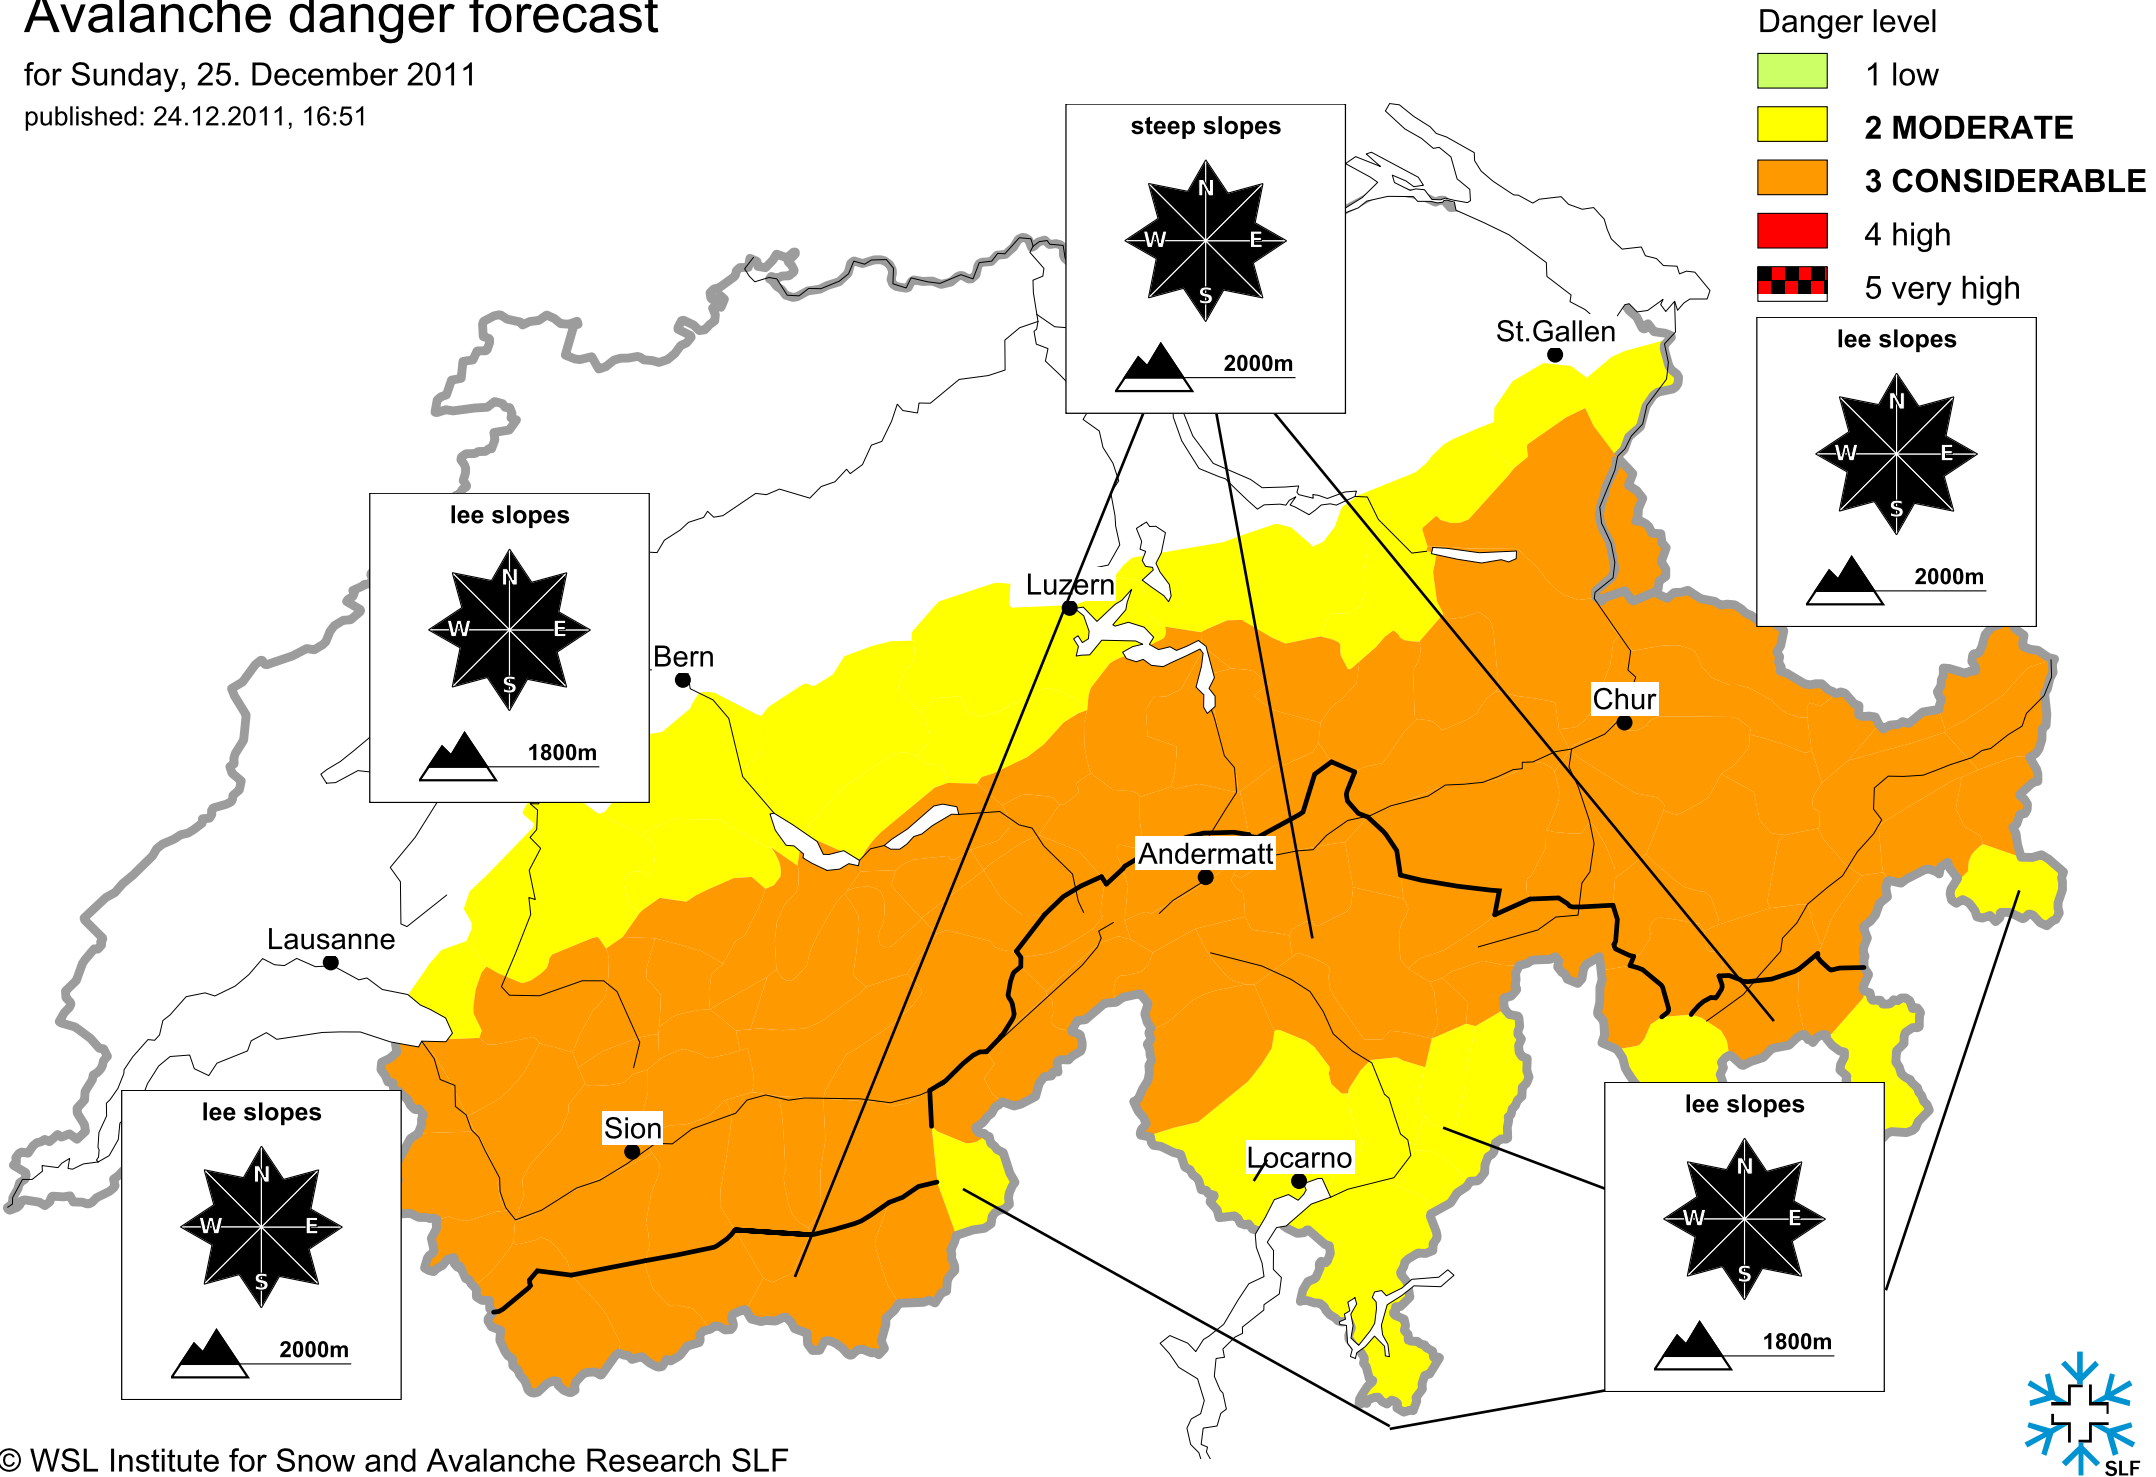 Avalanche danger forecast
for Sunday, 25. December 2011
published: 24.12.2011, 16:51
Danger level
1 low
2 MODERATE
3 CONSIDERABLE
4 high
5 very high
steep slopes
N
W E
S
2000m
lee slopes
N
W E
S
2000m
lee slopes
N
W E
S
1800m
St.Gallen
Luzern
Bern
Chur
Andermatt
Lausanne
Sion
Locarno
lee slopes
N
W E
S
2000m
lee slopes
N
W E
S
1800m
© WSL Institute for Snow and Avalanche Research SLF
SLF